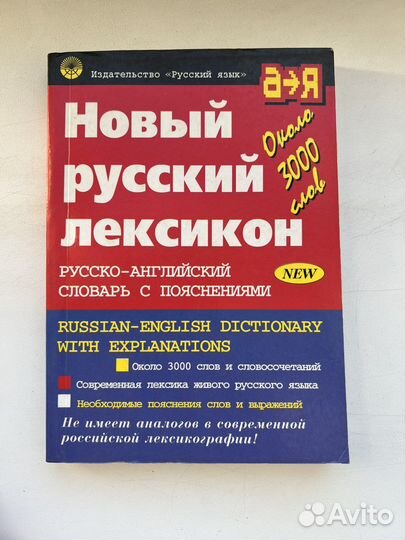 Издательство «Русский язык»
а→я
Новый
русский
лексикон
Около
3000
слов
РУССКО-АНГЛИЙСКИЙ
СЛОВАРЬ С ПОЯСНЕНИЯМИ
NEW
RUSSIAN-ENGLISH DICTIONARY
WITH EXPLANATIONS
Около 3000 слов и словосочетаний
Современная лексика живого русского языка
Необходимые пояснения слов и выражений
Не имеет аналогов в современной
российской лексикографии!
Avito